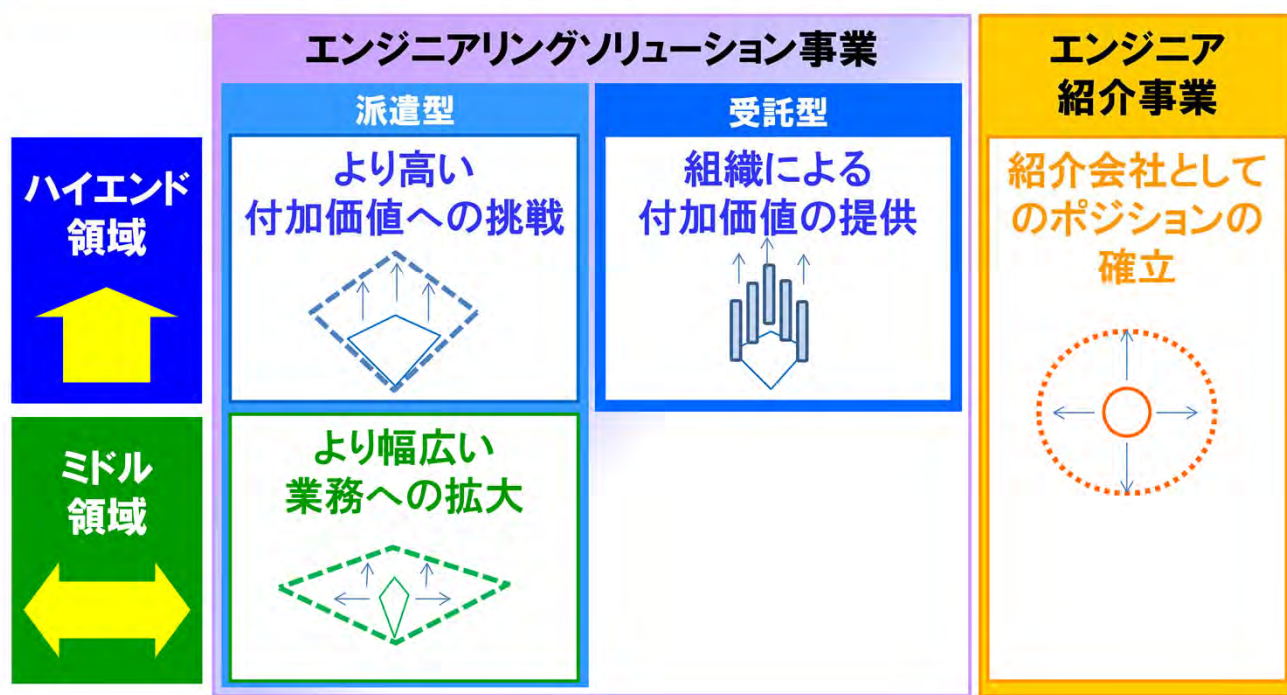 エンジニアリングソリューション事業
エンジニア
紹介事業
派遣型
受託型
ハイエンド
領域
より高い
付加価値への挑戦
組織による
付加価値の提供
紹介会社として
のポジションの
確立
ミドル
領域
より幅広い
業務への拡大